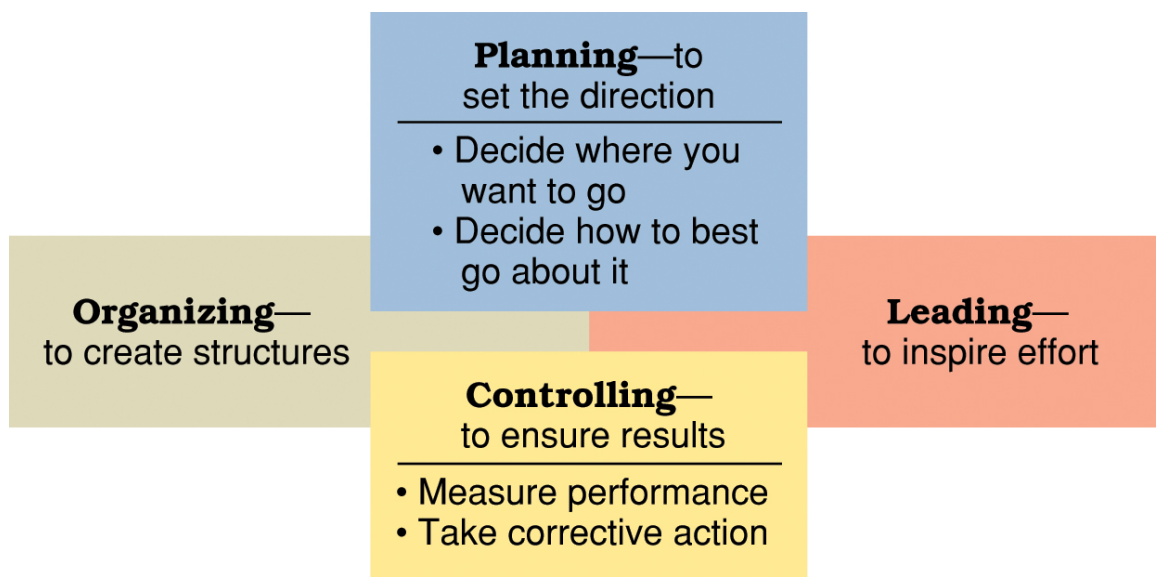 Planning—to
set the direction
• Decide where you
want to go
• Decide how to best
go about it
Organizing—
to create structures
Leading—
to inspire effort
Controlling—
to ensure results
• Measure performance
• Take corrective action